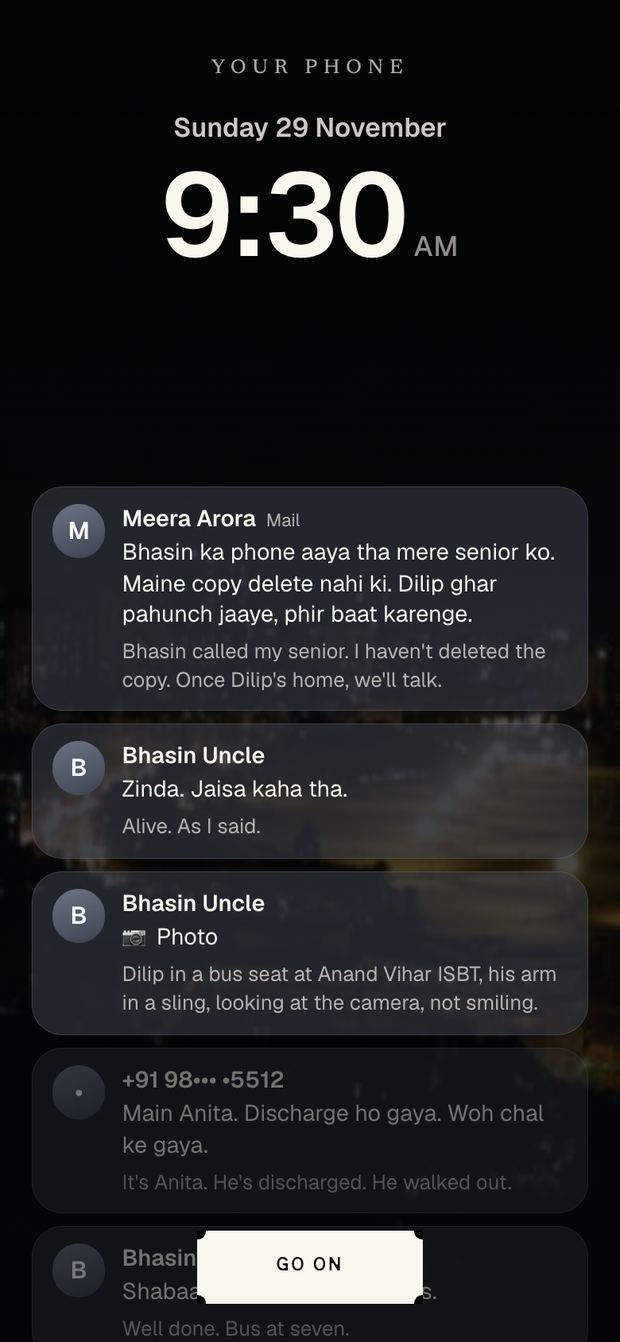 YOUR PHONE
Sunday 29 November
9:30 AM
M
Meera Arora Mail
Bhasin ka phone aaya tha mere senior ko.
Maine copy delete nahi ki. Dilip ghar
pahunch jaaye, phir baat karenge.
Bhasin called my senior. I haven't deleted the
copy. Once Dilip's home, we'll talk.
B
Bhasin Uncle
Zinda. Jaisa kaha tha.
Alive. As I said.
B
Bhasin Uncle
📷 Photo
Dilip in a bus seat at Anand Vihar ISBT, his arm
in a sling, looking at the camera, not smiling.
+91 98••• •5512
Main Anita. Discharge ho gaya. Woh chal
ke gaya.
It's Anita. He's discharged. He walked out.
B
Bhasin
GO ON
Well done. Bus at seven.